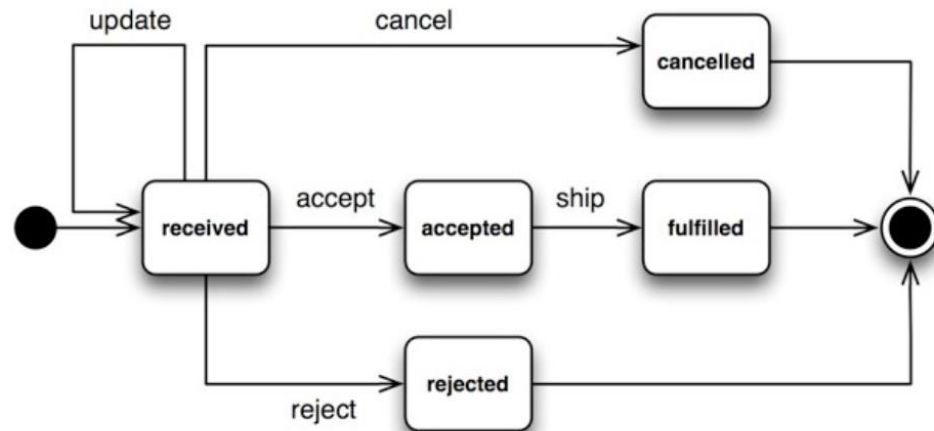 update
cancel
cancelled
received
accept
accepted
ship
fulfilled
reject
rejected